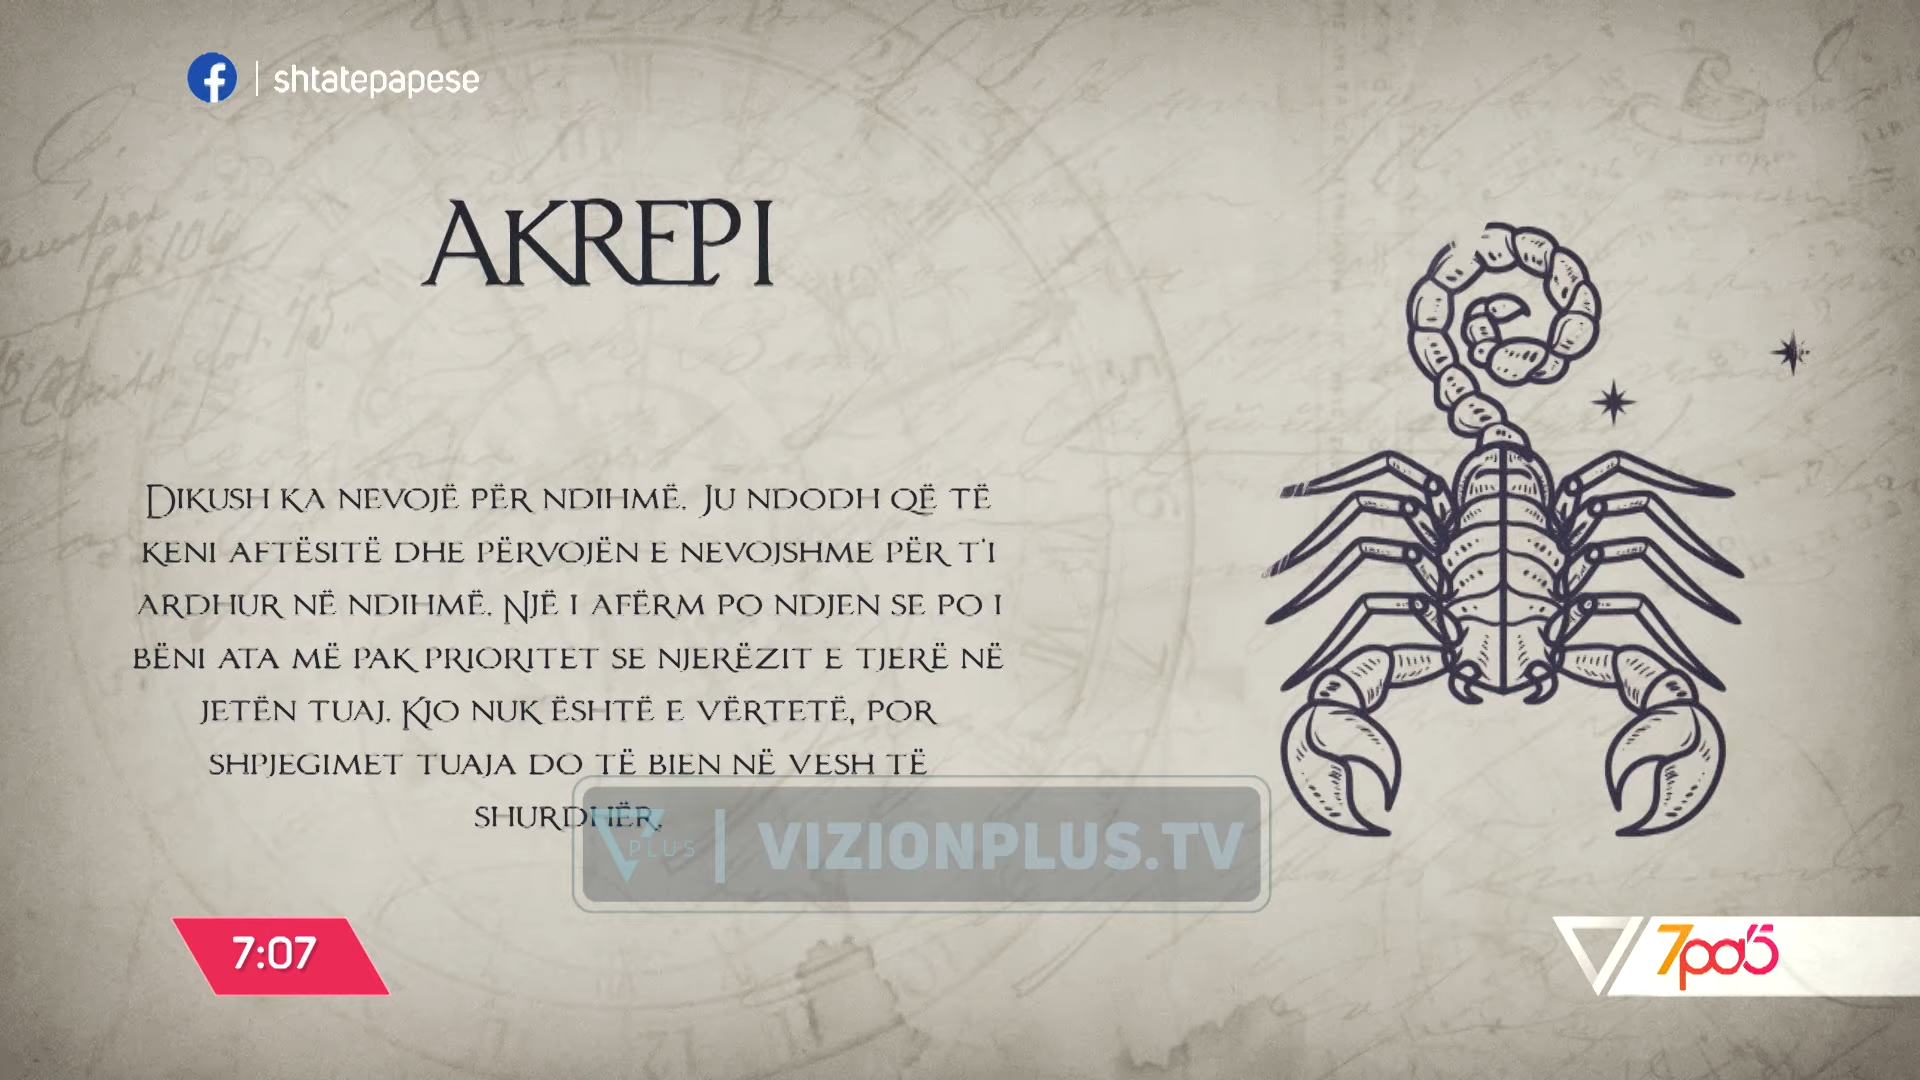 shtatepapese
AKREPI
Dikush ka nevojë për ndihmë. Ju ndodh që të
keni aftësitë dhe përvojën e nevojshme për t'i
ardhur në ndihmë. Një i afërm po ndjen se po i
bëni ata më pak prioritet se njerëzit e tjerë në
jetën tuaj. Kjo nuk është e vërtetë, por
shpjegimet tuaja do të bien në vesh të
shurdhër.
PLUS | VIZIONPLUS.TV
7:07
7pa5